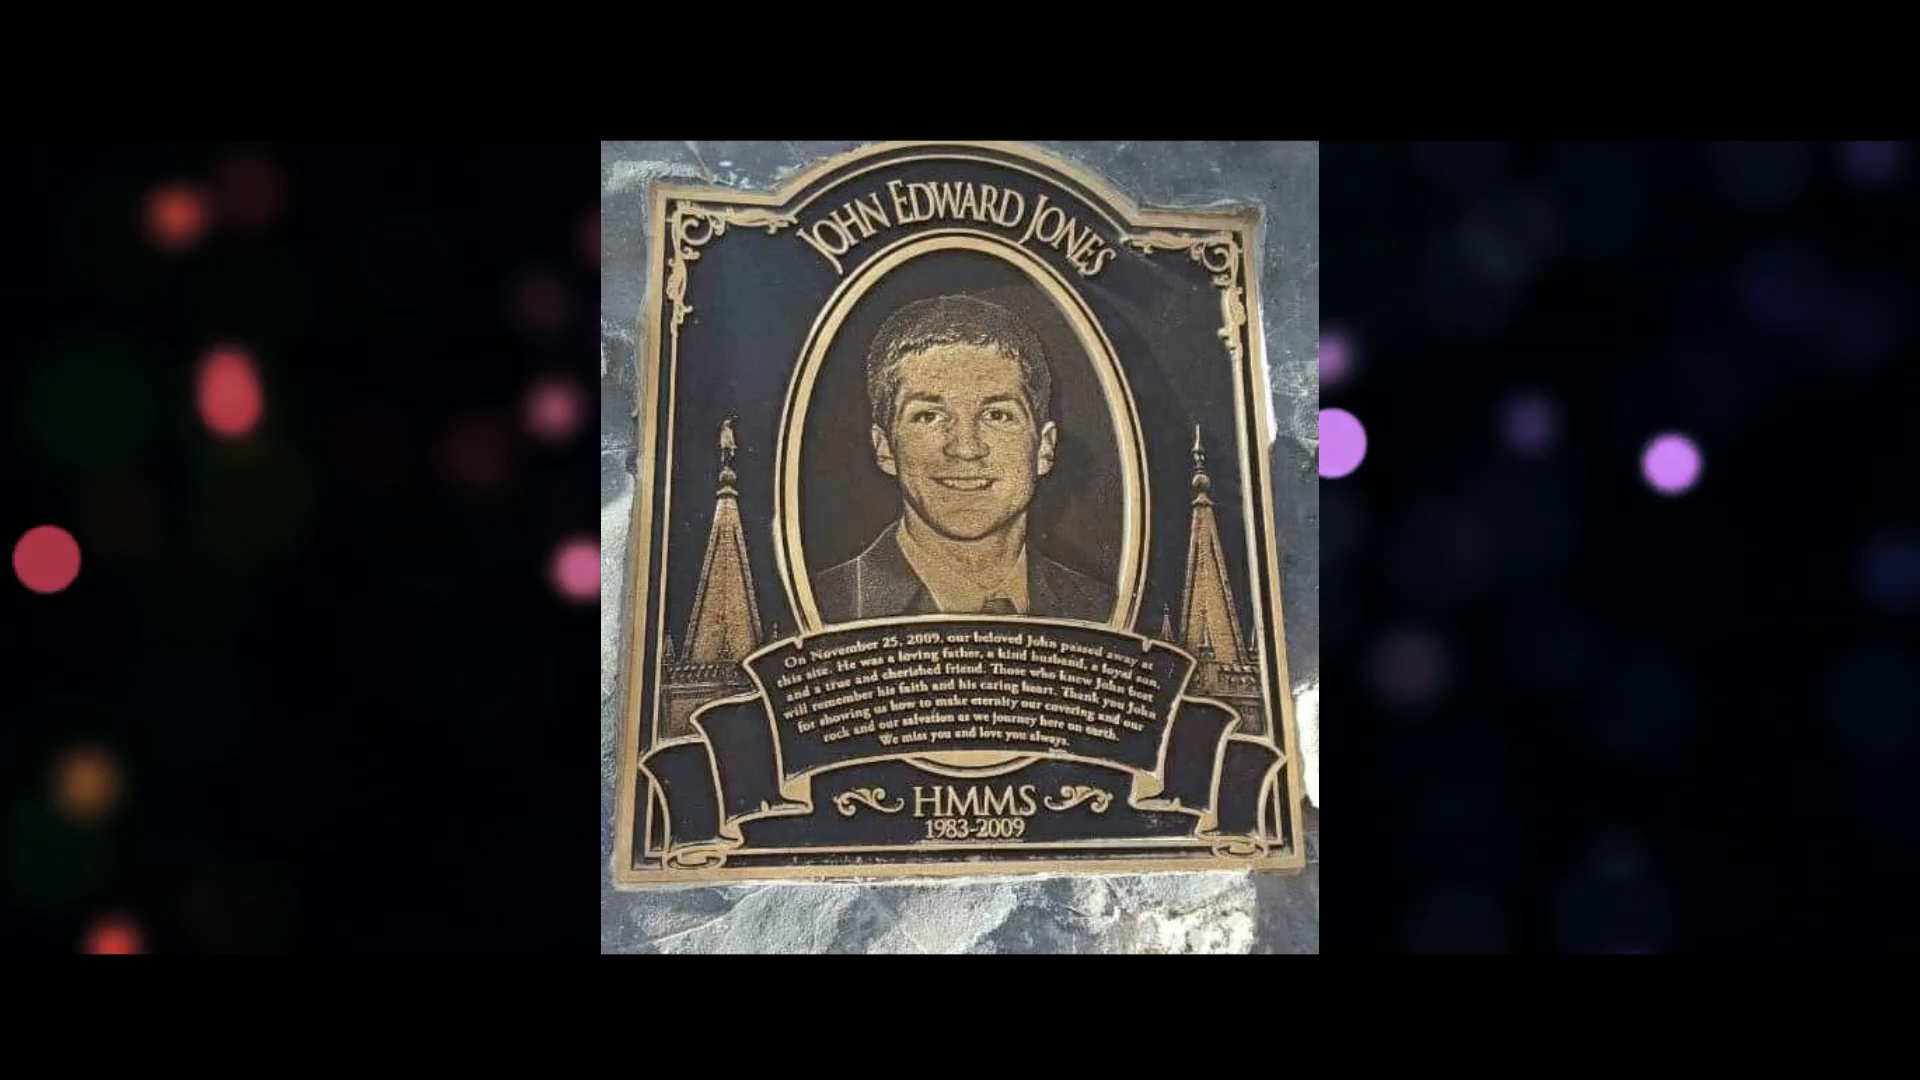 JOHN EDWARD JONES
On November 25, 2009, our beloved John passed away at
this site. He was a loving father, a kind husband, a loyal son,
and a true and cherished friend. Those who knew John best
will remember his faith and his caring heart. Thank you John
for showing us how to make eternity our covering and our
rock and our salvation as we journey here on earth.
We miss you and love you always.
HMMS
1983-2009